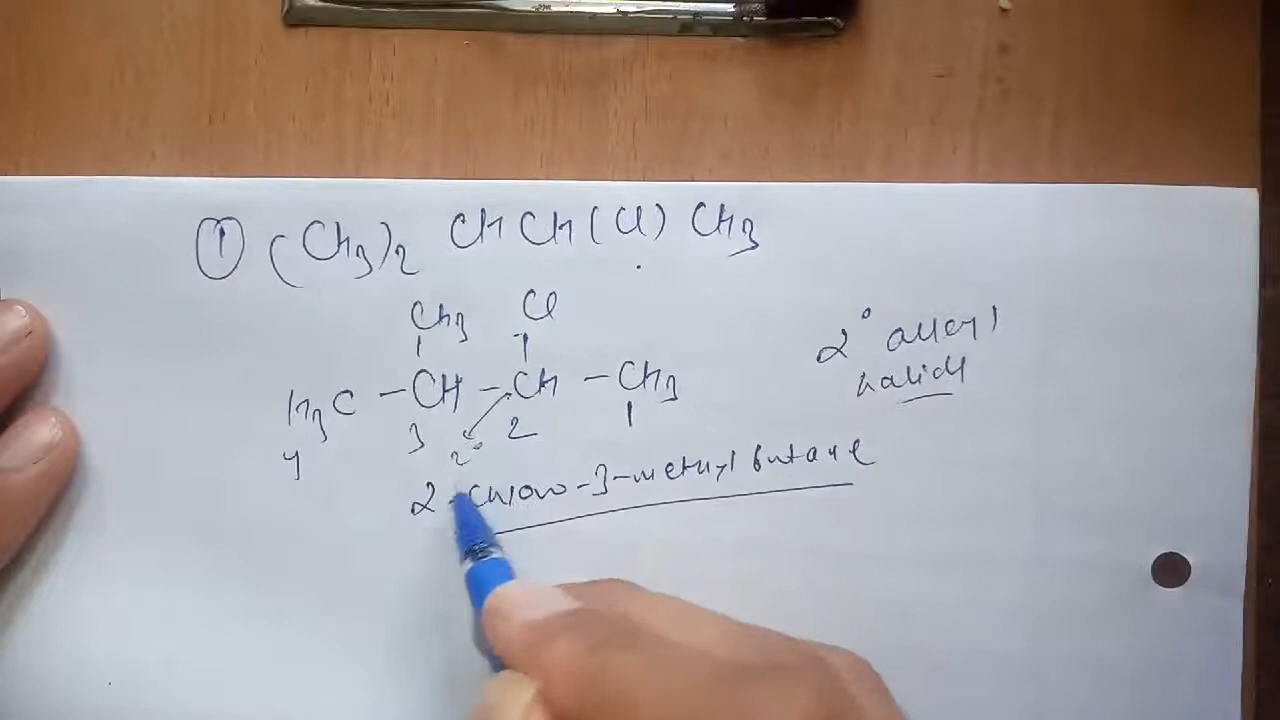 ① (CH3)2 CH CH (Cl) CH3
CH3 Cl
H3C - CH - CH - CH3
4 3 2 1
2°
2-chloro-3-methyl butane
2° alkyl
halide